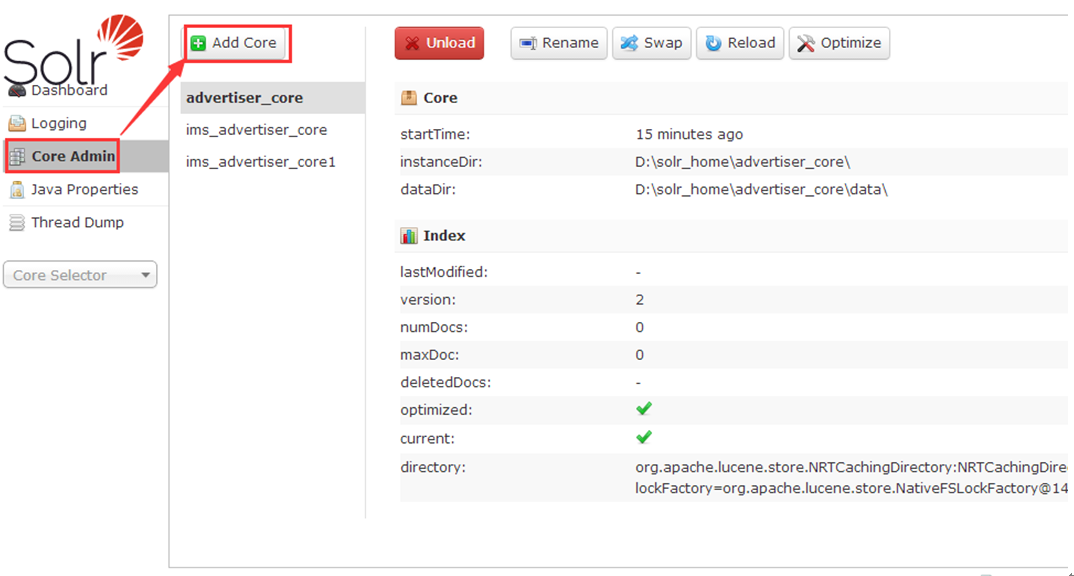 Solr
Dashboard
Logging
Core Admin
Java Properties
Thread Dump
Core Selector
Add Core
advertiser_core
ims_advertiser_core
ims_advertiser_core1
Unload Rename Swap Reload Optimize
Core
startTime: 15 minutes ago
instanceDir: D:\solr_home\advertiser_core\
dataDir: D:\solr_home\advertiser_core\data\
Index
lastModified: -
version: 2
numDocs: 0
maxDoc: 0
deletedDocs: -
optimized:
current:
directory: org.apache.lucene.store.NRTCachingDirectory:NRTCachingDire
lockFactory=org.apache.lucene.store.NativeFSLockFactory@14